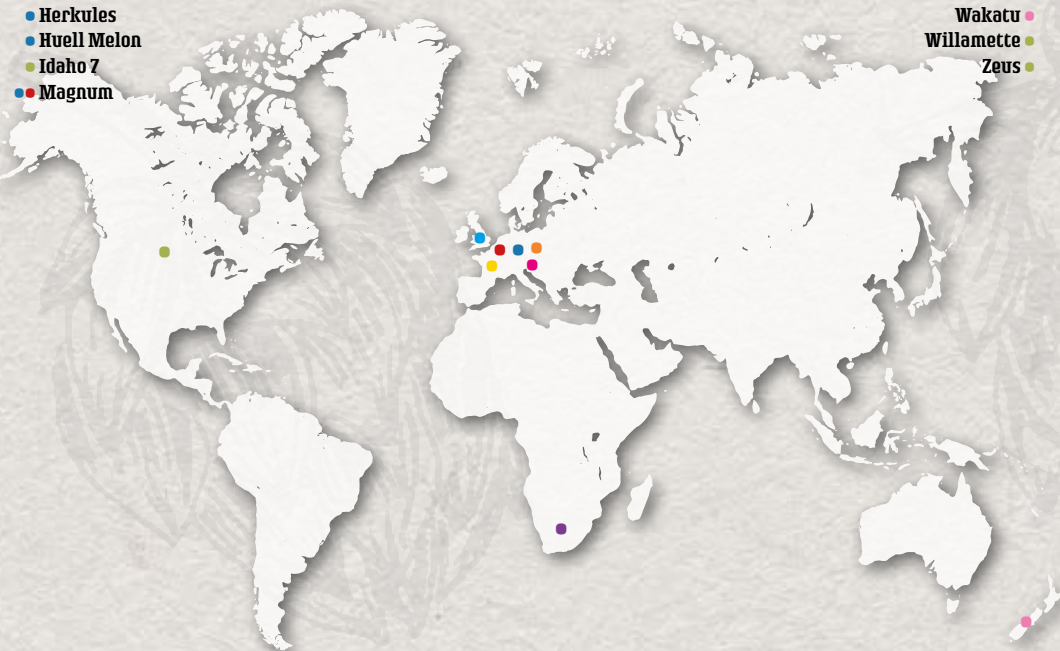 Herkules
Huell Melon
Idaho 7
Magnum
Wakatu
Willamette
Zeus